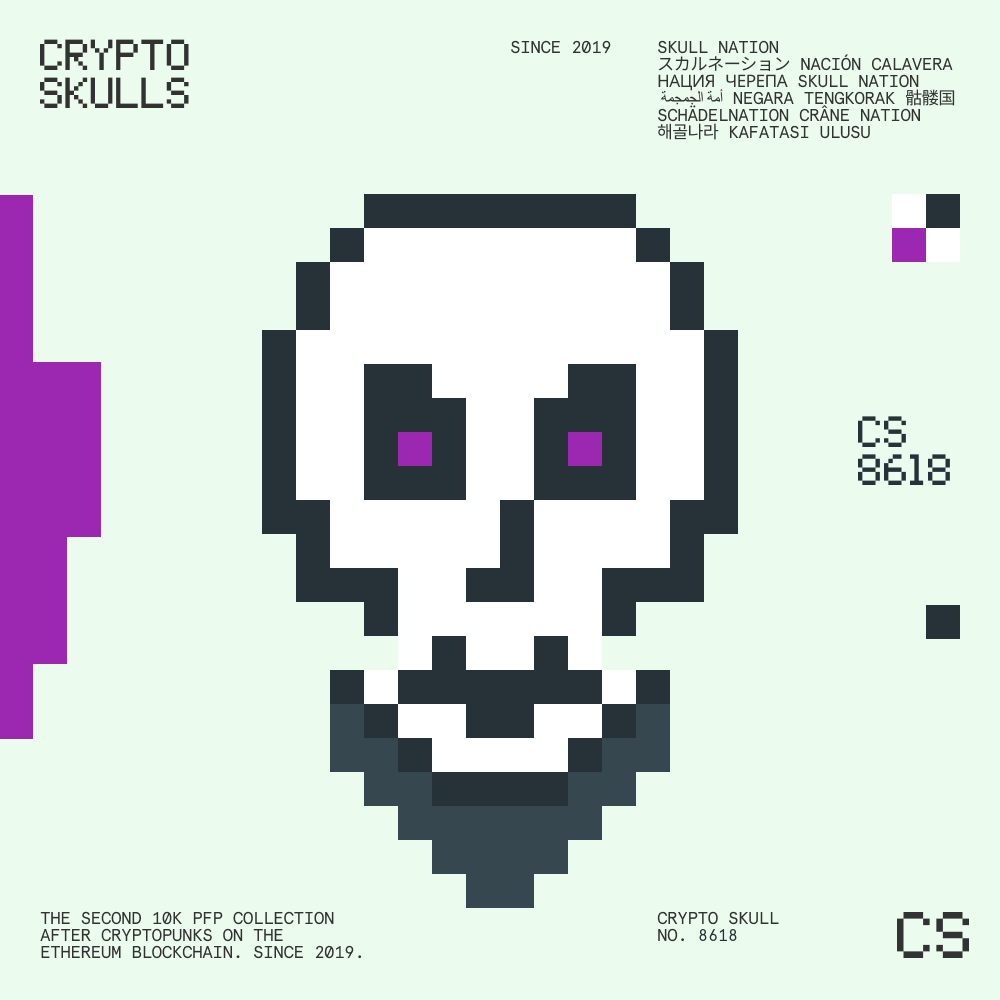 CRYPTO
SKULLS
SINCE 2019
SKULL NATION
スカルネーション NACIÓN CALAVERA
НАЦИЯ ЧЕРЕПА SKULL NATION
أمة الجمجمة NEGARA TENGKORAK 骷髅国
SCHÄDELNATION CRÂNE NATION
해골나라 KAFATASI ULUSU
CS
8618
THE SECOND 10K PFP COLLECTION
AFTER CRYPTOPUNKS ON THE
ETHEREUM BLOCKCHAIN. SINCE 2019.
CRYPTO SKULL
NO. 8618
CS